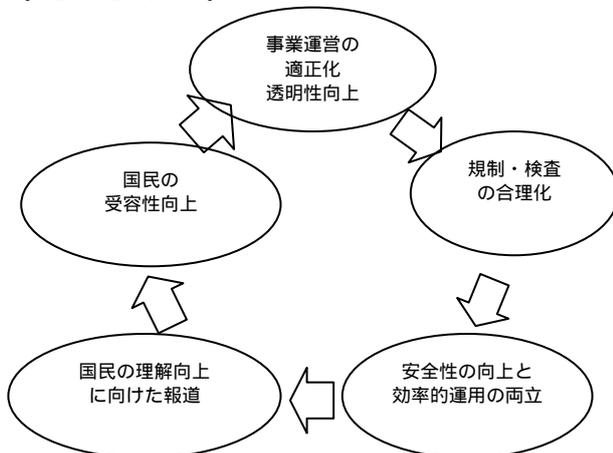 事業運営の
適正化
透明性向上
規制・検査
の合理化
安全性の向上と
効率的運用の両立
国民の理解向上
に向けた報道
国民の
受容性向上